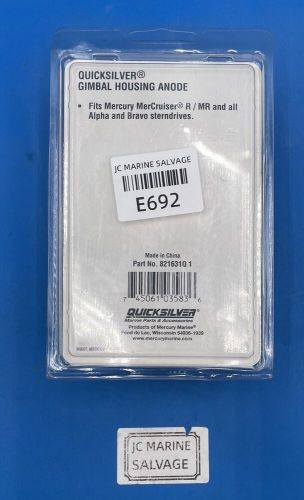 QUICKSILVER®
GIMBAL HOUSING ANODE
• Fits Mercury MerCruiser® R / MR and all
Alpha and Bravo sterndrives.
JC MARINE SALVAGE
E692
Made in China
Part No. 821631Q 1
7 45061 03583 6
QUICKSILVER®
Marine Parts & Accessories
Products of Mercury Marine®
Fond du Lac, Wisconsin 54936-1939
www.mercurymarine.com
JC MARINE
SALVAGE